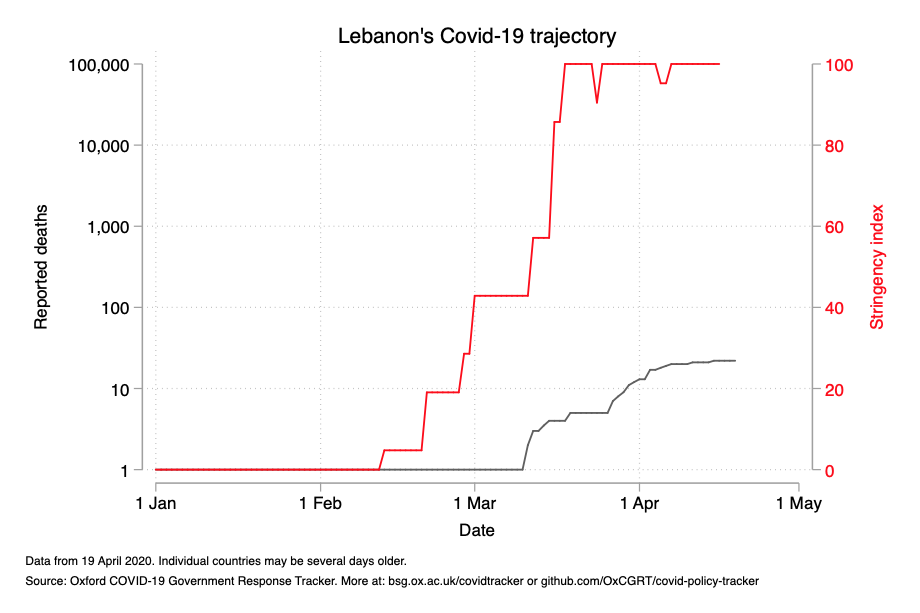 Lebanon's Covid-19 trajectory
100,000
10,000
1,000
100
10
1
Reported deaths
100
80
60
40
20
0
Stringency index
1 Jan
1 Feb
1 Mar
1 Apr
1 May
Date
Data from 19 April 2020. Individual countries may be several days older.
Source: Oxford COVID-19 Government Response Tracker. More at: bsg.ox.ac.uk/covidtracker or github.com/OxCGRT/covid-policy-tracker